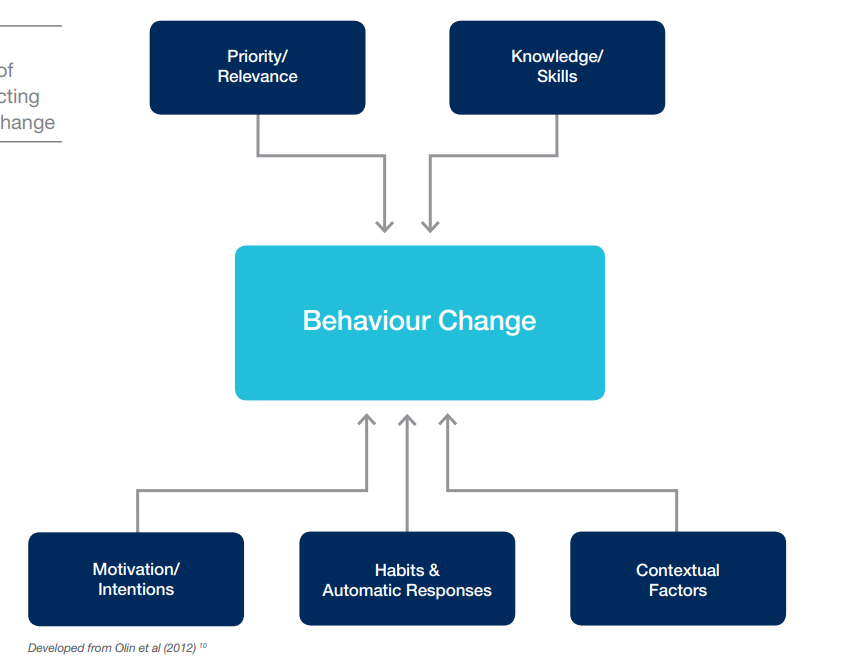 of
cting
hange
Priority/
Relevance
Knowledge/
Skills
Behaviour Change
Motivation/
Intentions
Habits &
Automatic Responses
Contextual
Factors
Developed from Olin et al (2012) 10